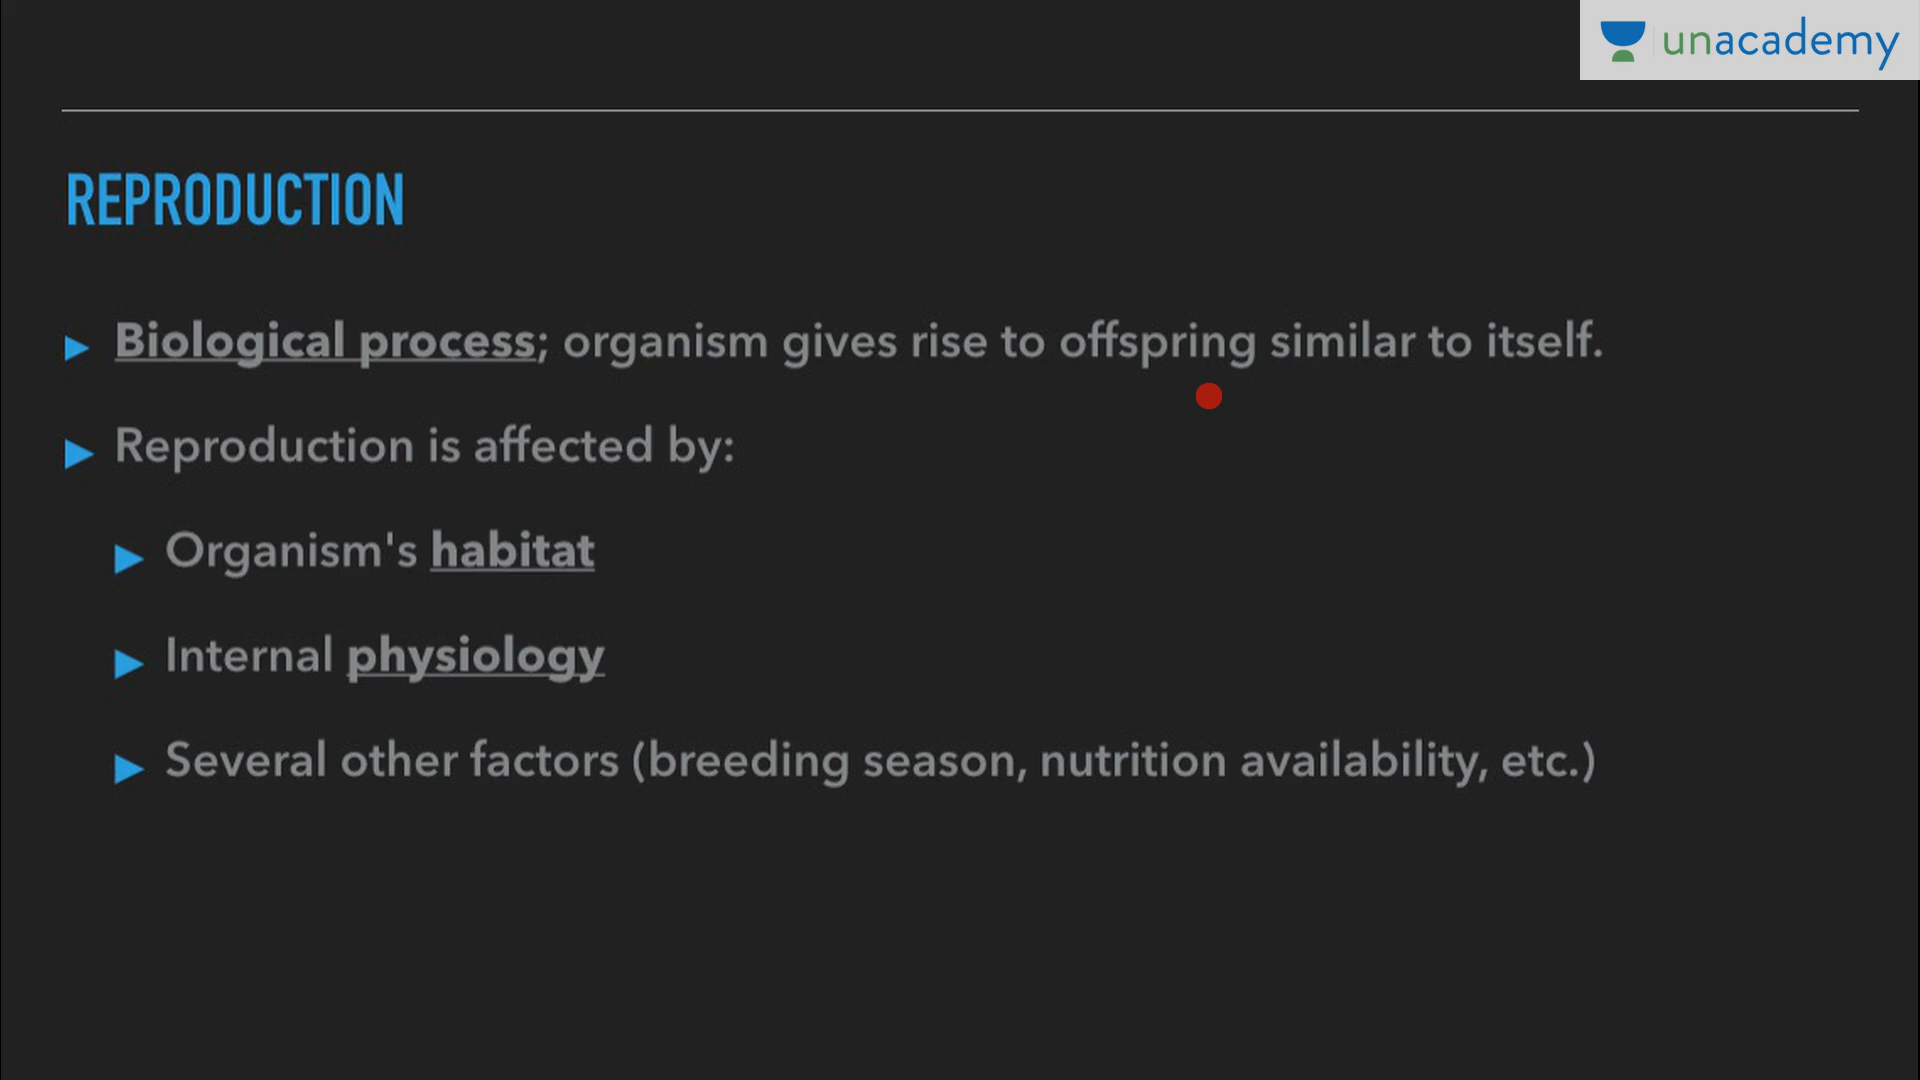 unacademy
REPRODUCTION
Biological process; organism gives rise to offspring similar to itself.
Reproduction is affected by:
Organism's habitat
Internal physiology
Several other factors (breeding season, nutrition availability, etc.)